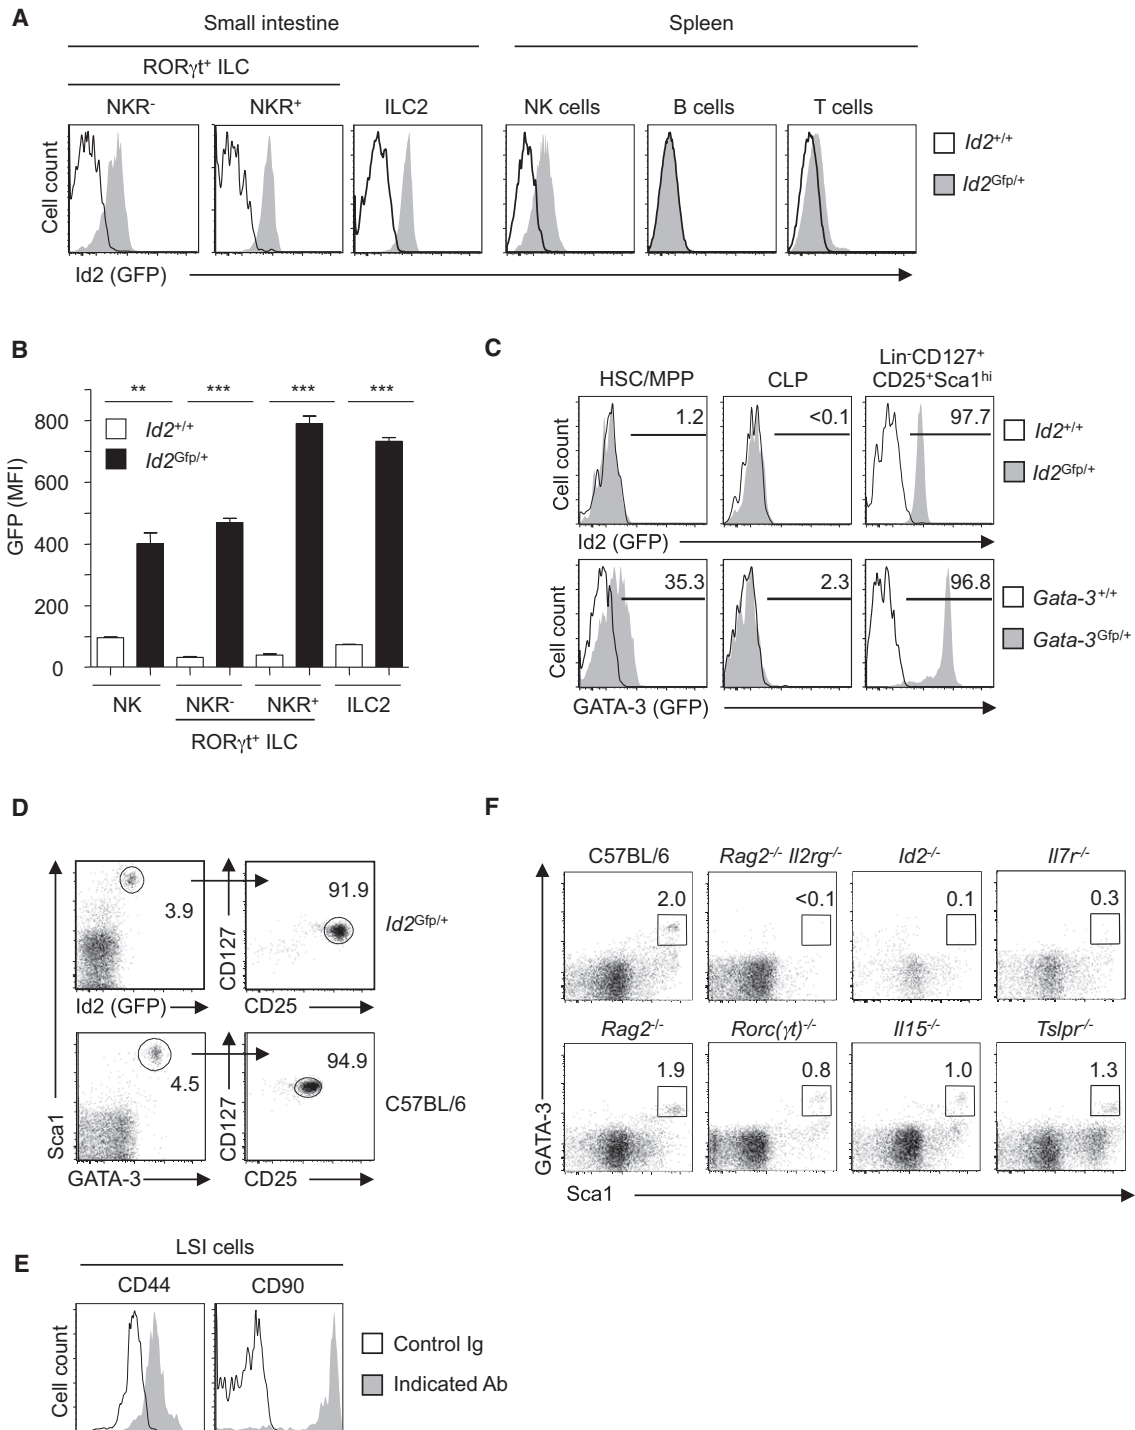 A
Small intestine
Spleen
RORγt⁺ ILC
NKR⁻
NKR⁺
ILC2
NK cells
B cells
T cells
Cell count
Id2⁺/⁺
Id2ᴳᶠᵖ/⁺
Id2 (GFP)
B
** *** *** ***
Id2⁺/⁺
Id2ᴳᶠᵖ/⁺
GFP (MFI)
800
600
400
200
0
NK
NKR⁻
NKR⁺
ILC2
RORγt⁺ ILC
C
HSC/MPP
CLP
Lin⁻CD127⁺
CD25⁺Sca1ʰⁱ
Cell count
1.2
<0.1
97.7
Id2⁺/⁺
Id2ᴳᶠᵖ/⁺
Id2 (GFP)
Cell count
35.3
2.3
96.8
Gata-3⁺/⁺
Gata-3ᴳᶠᵖ/⁺
GATA-3 (GFP)
D
3.9
CD127
91.9
Id2ᴳᶠᵖ/⁺
Id2 (GFP)
CD25
Sca1
4.5
CD127
94.9
C57BL/6
GATA-3
CD25
E
LSI cells
CD44
CD90
Cell count
Control Ig
Indicated Ab
F
C57BL/6
Rag2⁻/⁻ Il2rg⁻/⁻
Id2⁻/⁻
Il7r⁻/⁻
2.0
<0.1
0.1
0.3
Rag2⁻/⁻
Rorc(γt)⁻/⁻
Il15⁻/⁻
Tslpr⁻/⁻
1.9
0.8
1.0
1.3
GATA-3
Sca1